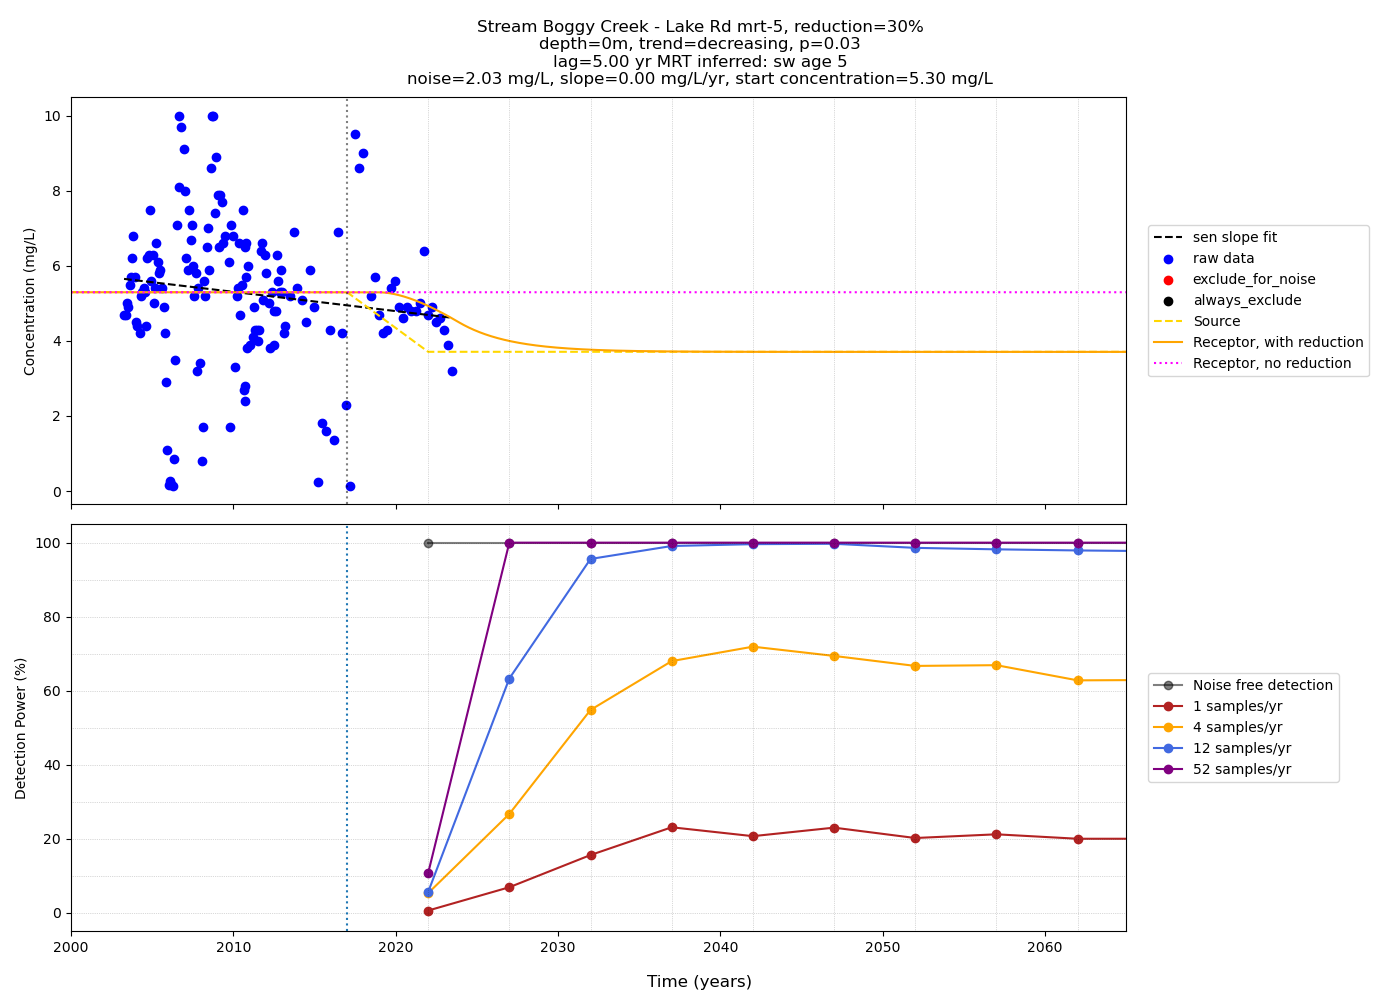 Stream Boggy Creek - Lake Rd mrt-5, reduction=30%
depth=0m, trend=decreasing, p=0.03
lag=5.00 yr MRT inferred: sw age 5
noise=2.03 mg/L, slope=0.00 mg/L/yr, start concentration=5.30 mg/L
Concentration (mg/L)
10
8
6
4
2
0
sen slope fit
raw data
exclude_for_noise
always_exclude
Source
Receptor, with reduction
Receptor, no reduction
Detection Power (%)
100
80
60
40
20
0
Noise free detection
1 samples/yr
4 samples/yr
12 samples/yr
52 samples/yr
2000 2010 2020 2030 2040 2050 2060
Time (years)